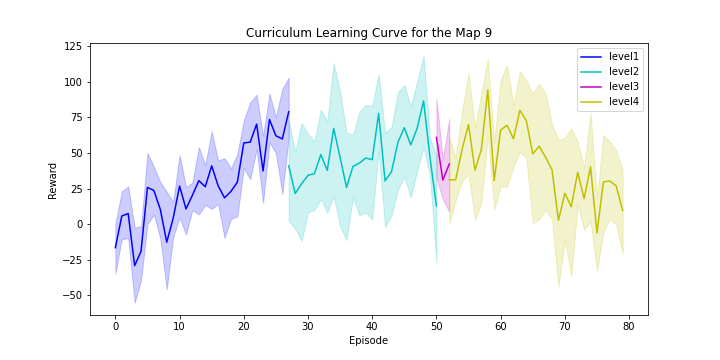 Curriculum Learning Curve for the Map 9
125
100
75
50
25
0
−25
−50
Reward
level1
level2
level3
level4
0 10 20 30 40 50 60 70 80
Episode